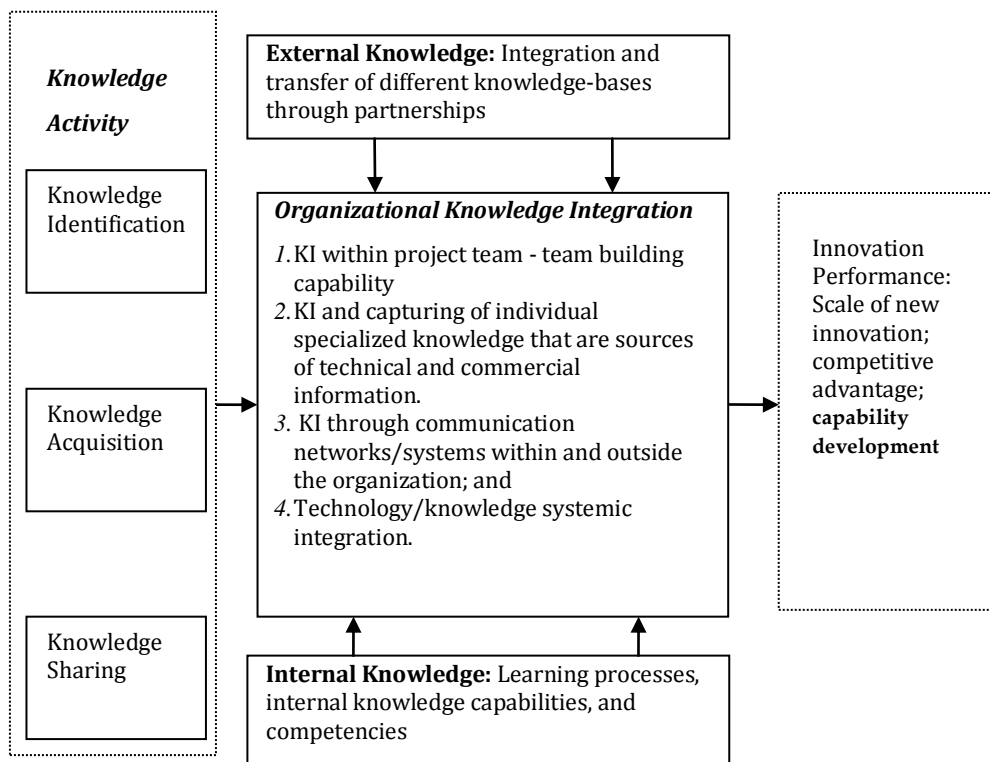 Knowledge
Activity
Knowledge
Identification
Knowledge
Acquisition
Knowledge
Sharing
External Knowledge: Integration and
transfer of different knowledge-bases
through partnerships
Organizational Knowledge Integration
1. KI within project team - team building
capability
2. KI and capturing of individual
specialized knowledge that are sources
of technical and commercial
information.
3. KI through communication
networks/systems within and outside
the organization; and
4. Technology/knowledge systemic
integration.
Internal Knowledge: Learning processes,
internal knowledge capabilities, and
competencies
Innovation
Performance:
Scale of new
innovation;
competitive
advantage;
capability
development